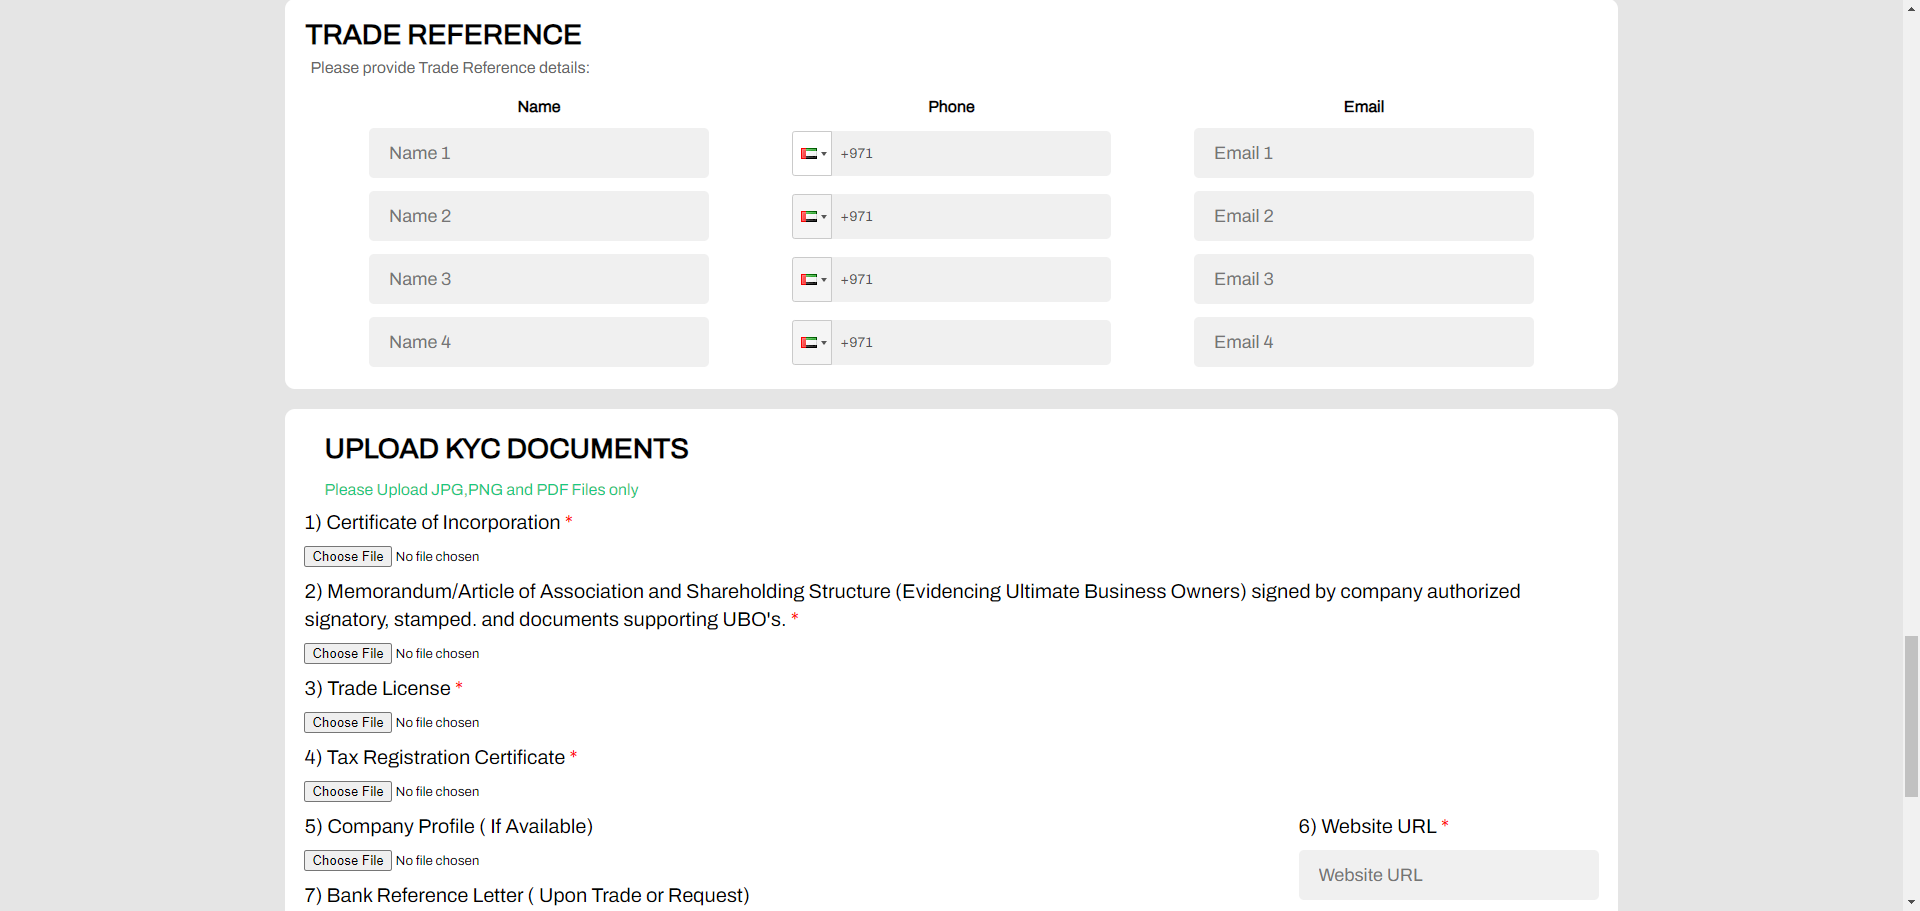 TRADE REFERENCE
Please provide Trade Reference details:
Name Phone Email
Name 1 +971 Email 1
Name 2 +971 Email 2
Name 3 +971 Email 3
Name 4 +971 Email 4
UPLOAD KYC DOCUMENTS
Please Upload JPG,PNG and PDF Files only
1) Certificate of Incorporation *
Choose File No file chosen
2) Memorandum/Article of Association and Shareholding Structure (Evidencing Ultimate Business Owners) signed by company authorized
signatory, stamped. and documents supporting UBO's. *
Choose File No file chosen
3) Trade License *
Choose File No file chosen
4) Tax Registration Certificate *
Choose File No file chosen
5) Company Profile ( If Available) 6) Website URL *
Choose File No file chosen Website URL
7) Bank Reference Letter ( Upon Trade or Request)